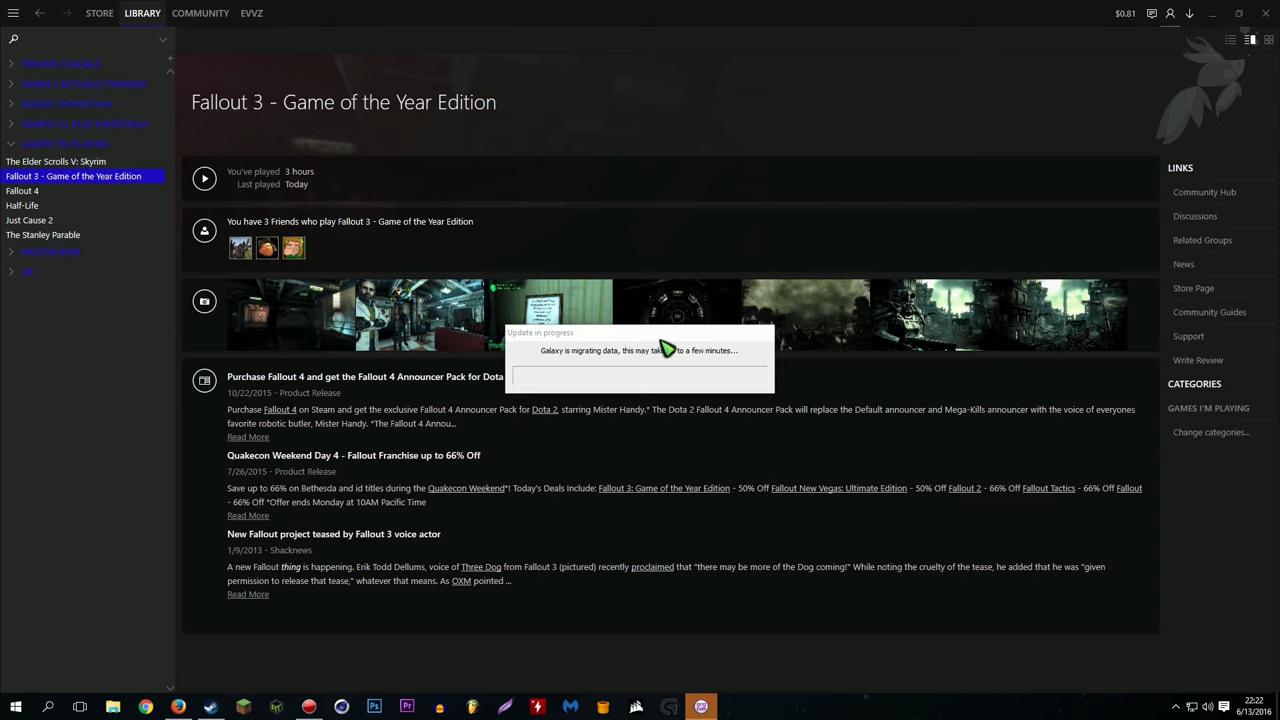 STORE LIBRARY COMMUNITY EVVZ $0.81
Fallout 3 - Game of the Year Edition
GAMES I'M PLAYING
The Elder Scrolls V: Skyrim
Fallout 3 - Game of the Year Edition
Fallout 4
Half-Life
Just Cause 2
The Stanley Parable
MULTIPLAYER
VR
You've played 3 hours
Last played Today
You have 3 Friends who play Fallout 3 - Game of the Year Edition
Update in progress
Galaxy is migrating data, this may to a few minutes...
Purchase Fallout 4 and get the Fallout 4 Announcer Pack for Dota
10/22/2015 - Product Release
Purchase Fallout 4 on Steam and get the exclusive Fallout 4 Announcer Pack for Dota 2, starring Mister Handy.* The Dota 2 Fallout 4 Announcer Pack will replace the Default announcer and Mega-Kills announcer with the voice of everyones
favorite robotic butler, Mister Handy. *The Fallout 4 Annou...
Read More
Quakecon Weekend Day 4 - Fallout Franchise up to 66% Off
7/26/2015 - Product Release
Save up to 66% on Bethesda and id titles during the Quakecon Weekend*! Today's Deals Include: Fallout 3: Game of the Year Edition - 50% Off Fallout New Vegas: Ultimate Edition - 50% Off Fallout 2 - 66% Off Fallout Tactics - 66% Off Fallout
- 66% Off *Offer ends Monday at 10AM Pacific Time
Read More
New Fallout project teased by Fallout 3 voice actor
1/9/2013 - Shacknews
A new Fallout thing is happening. Erik Todd Dellums, voice of Three Dog from Fallout 3 (pictured) recently proclaimed that "there may be more of the Dog coming!" While noting the cruelty of the tease, he added that he was "given
permission to release that tease," whatever that means. As OXM pointed ...
Read More
LINKS
Community Hub
Discussions
Related Groups
News
Store Page
Community Guides
Support
Write Review
CATEGORIES
GAMES I'M PLAYING
Change categories...
22:22
6/13/2016